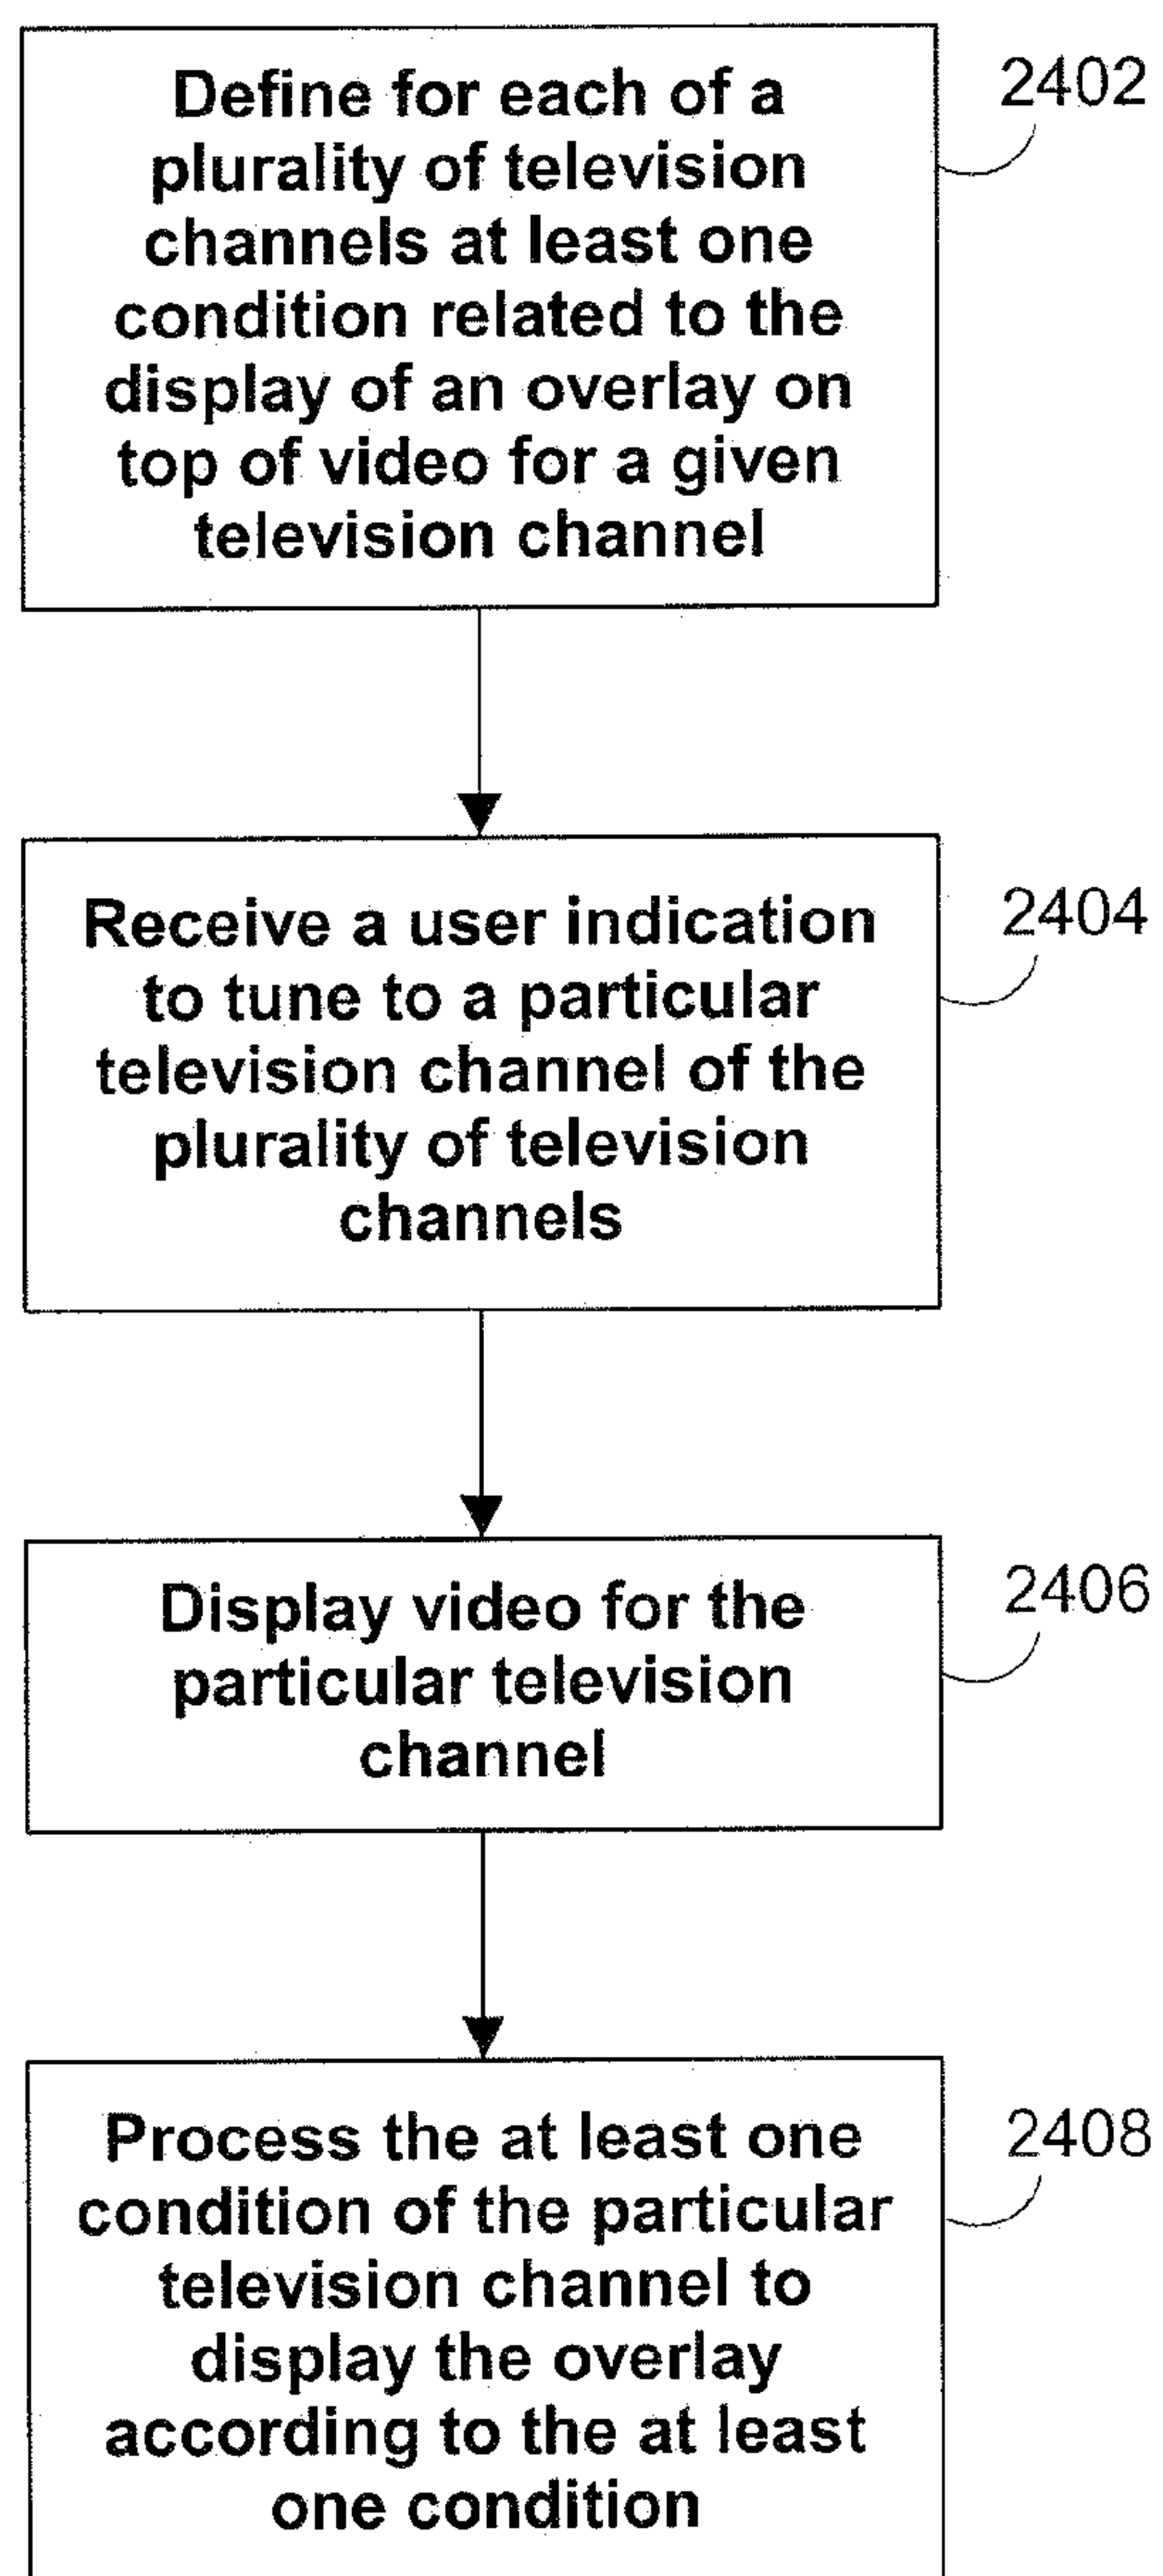 Define for each of a
plurality of television
channels at least one
condition related to the
display of an overlay on
top of video for a given
television channel
2402
Receive a user indication
to tune to a particular
television channel of the
plurality of television
channels
2404
Display video for the
particular television
channel
2406
Process the at least one
condition of the particular
television channel to
display the overlay
according to the at least
one condition
2408